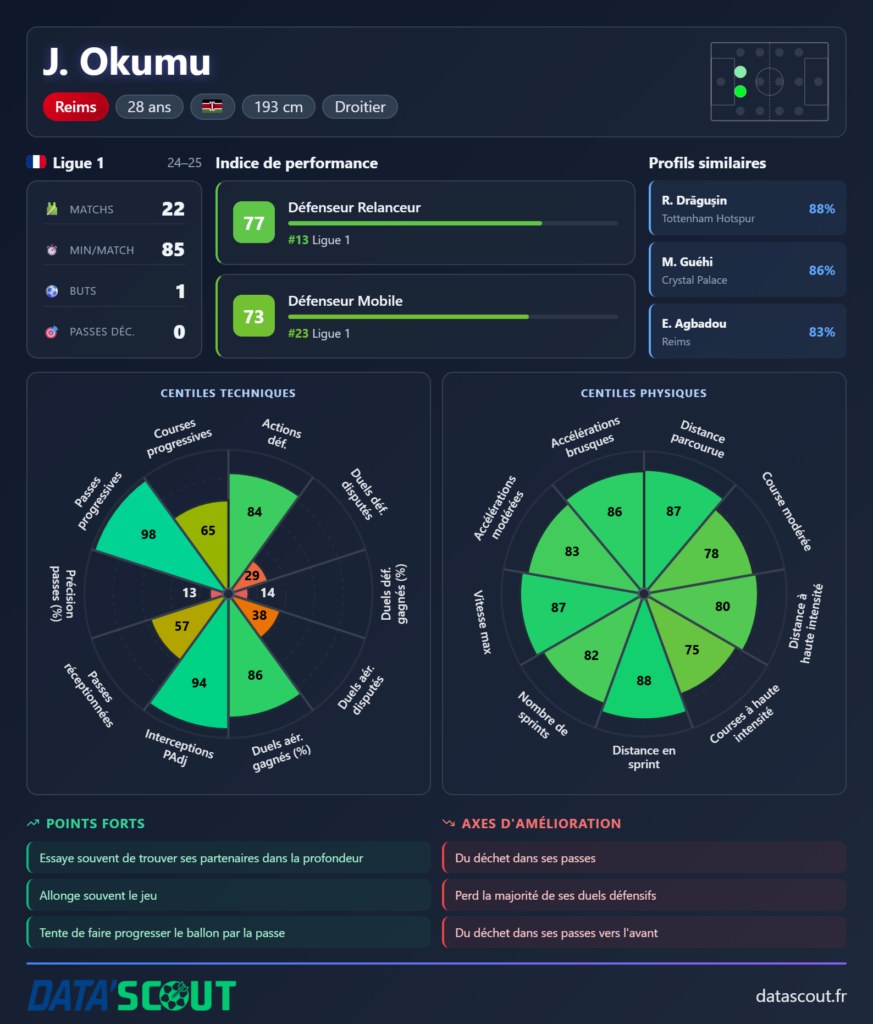 J. Okumu
Reims
28 ans
193 cm
Droitier
Ligue 1
24–25
MATCHS
22
MIN/MATCH
85
BUTS
1
PASSES DÉC.
0
Indice de performance
77
Défenseur Relanceur
#13 Ligue 1
73
Défenseur Mobile
#23 Ligue 1
Profils similaires
R. Drăgușin
Tottenham Hotspur
88%
M. Guéhi
Crystal Palace
86%
E. Agbadou
Reims
83%
CENTILES TECHNIQUES
Actions
déf.
84
Duels déf.
disputés
29
Duels déf.
gagnés (%)
14
Duels aér.
disputés
38
Duels aér.
gagnés (%)
86
Interceptions
PAdj
94
Passes
réceptionnées
57
Précision
passes (%)
13
Passes
progressives
98
Courses
progressives
65
CENTILES PHYSIQUES
Distance
parcourue
87
Course modérée
78
Distance à
haute intensité
80
Courses à haute
intensité
75
Distance en
sprint
88
Nombre de
sprints
82
Vitesse max
87
Accélérations
modérées
83
Accélérations
brusques
86
POINTS FORTS
Essaye souvent de trouver ses partenaires dans la profondeur
Allonge souvent le jeu
Tente de faire progresser le ballon par la passe
AXES D'AMÉLIORATION
Du déchet dans ses passes
Perd la majorité de ses duels défensifs
Du déchet dans ses passes vers l'avant
DATA'SCOUT
datascout.fr